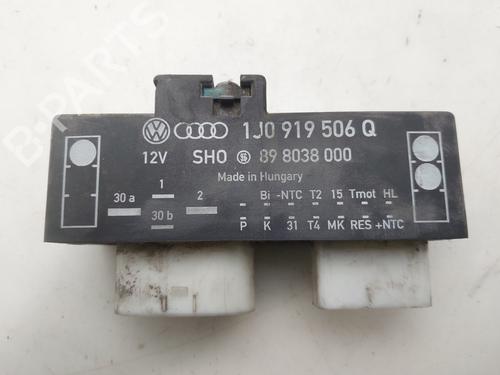 B-PARTS
1J0 919 506 Q
12V SHO 89 8038 000
Made in Hungary
1
30 a 2
30 b
Bi -NTC T2 15 Tmot HL
P K 31 T4 MK RES +NTC